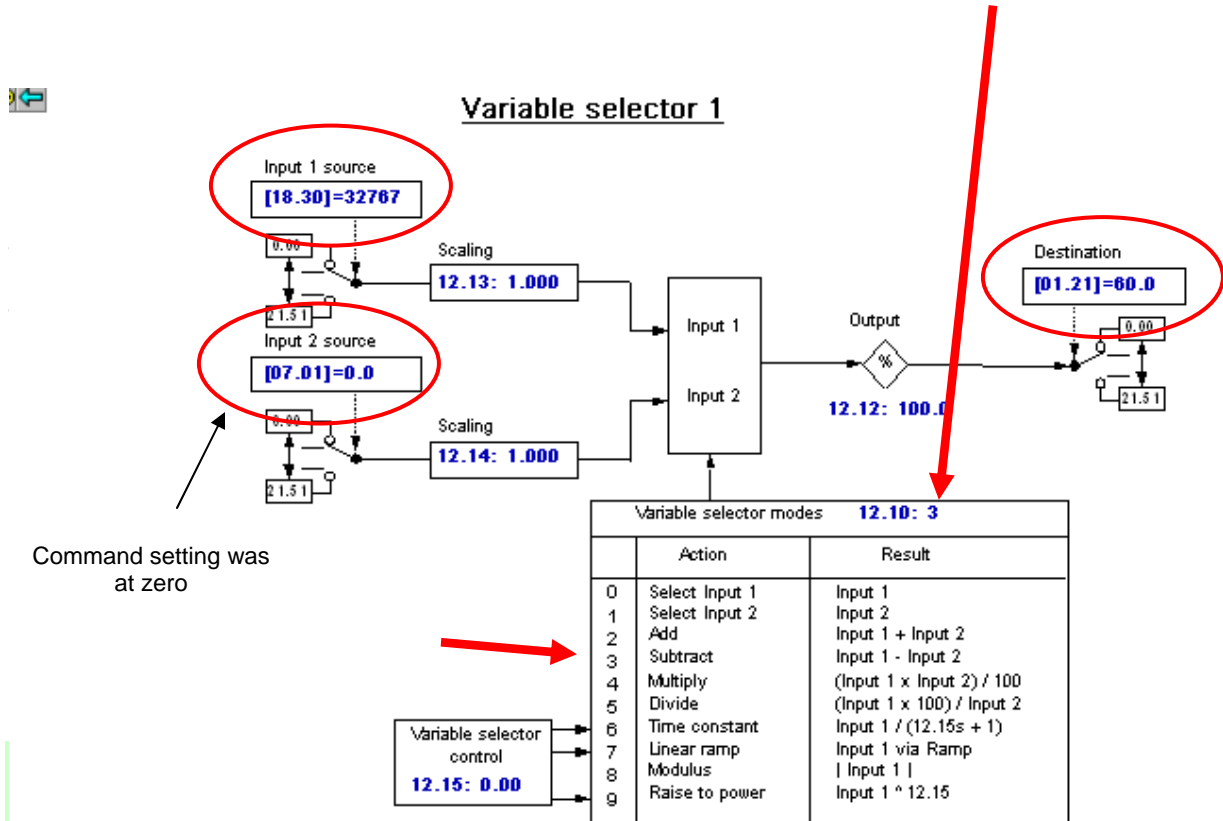 Variable selector 1
Input 1 source
[18.30]=32767
0.00
21.51
Scaling
12.13: 1.000
Input 2 source
[07.01]=0.0
0.00
21.51
Scaling
12.14: 1.000
Input 1
Input 2
Output
%
12.12: 100.0
Destination
[01.21]=60.0
0.00
21.51
Command setting was
at zero
Variable selector modes 12.10: 3
Action Result
0 Select Input 1 Input 1
1 Select Input 2 Input 2
2 Add Input 1 + Input 2
3 Subtract Input 1 - Input 2
4 Multiply (Input 1 x Input 2) / 100
5 Divide (Input 1 x 100) / Input 2
6 Time constant Input 1 / (12.15s + 1)
7 Linear ramp Input 1 via Ramp
8 Modulus | Input 1 |
9 Raise to power Input 1 ^ 12.15
Variable selector
control
12.15: 0.00